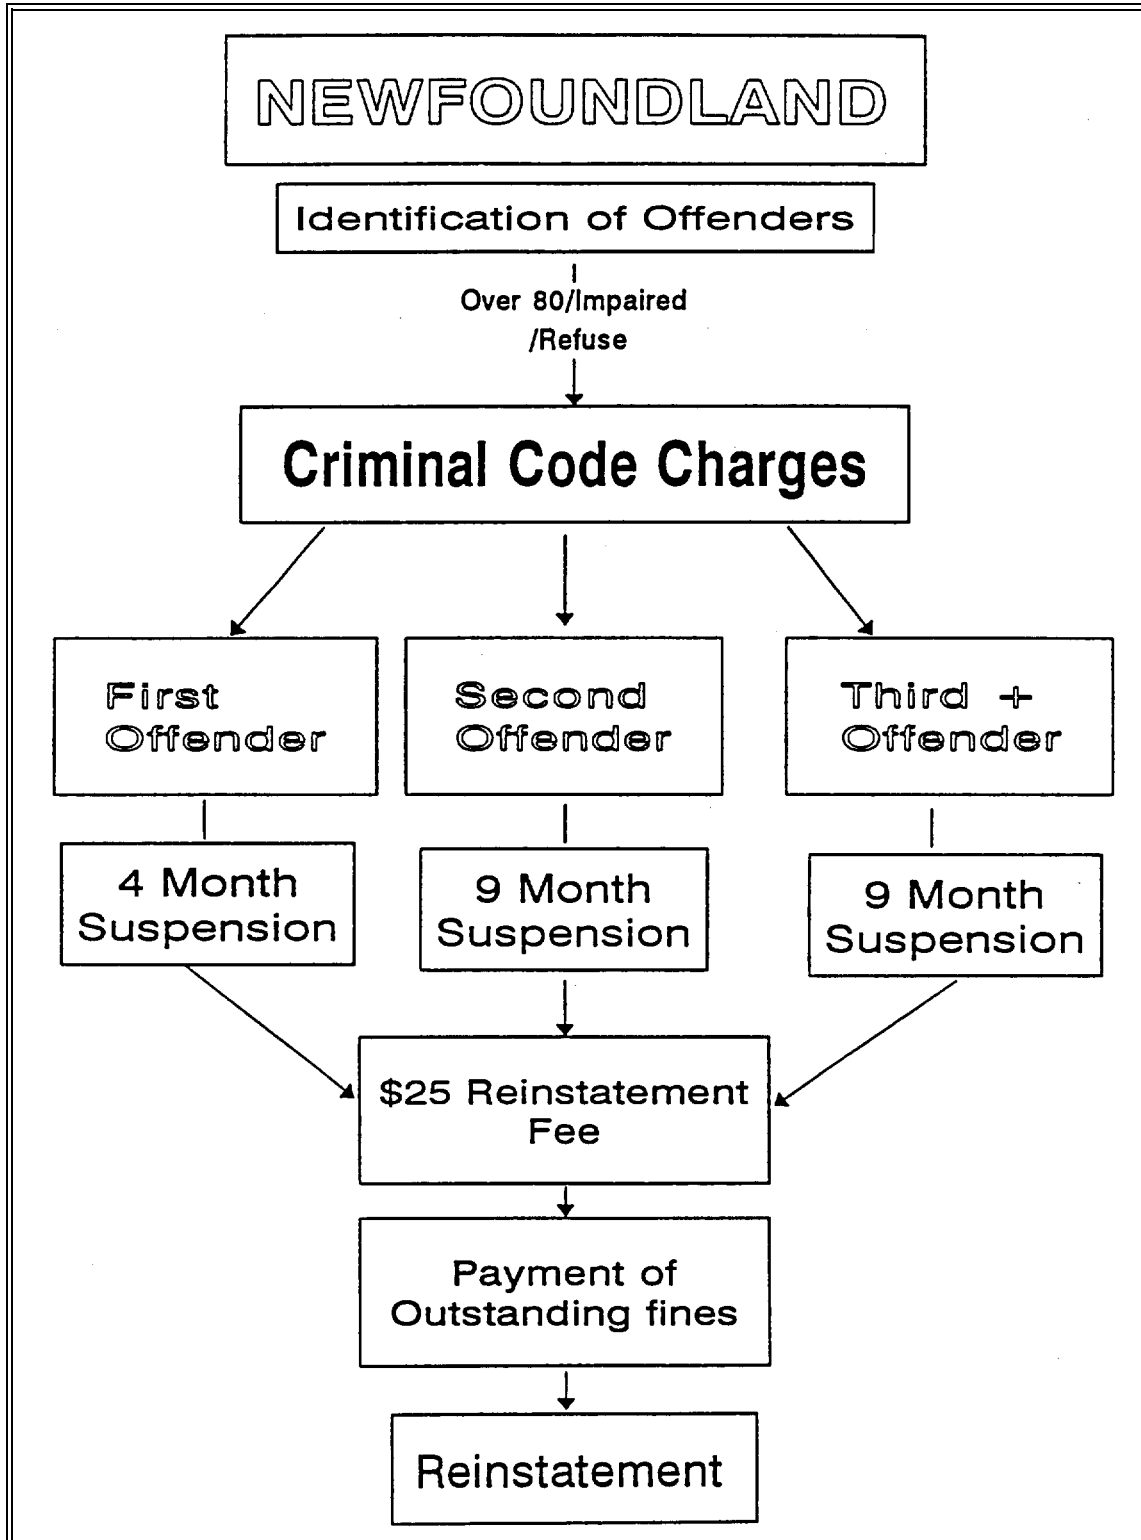 NEWFOUNDLAND
Identification of Offenders
Over 80/Impaired
/Refuse
Criminal Code Charges
First
Offender
Second
Offender
Third +
Offender
4 Month
Suspension
9 Month
Suspension
9 Month
Suspension
$25 Reinstatement
Fee
Payment of
Outstanding fines
Reinstatement